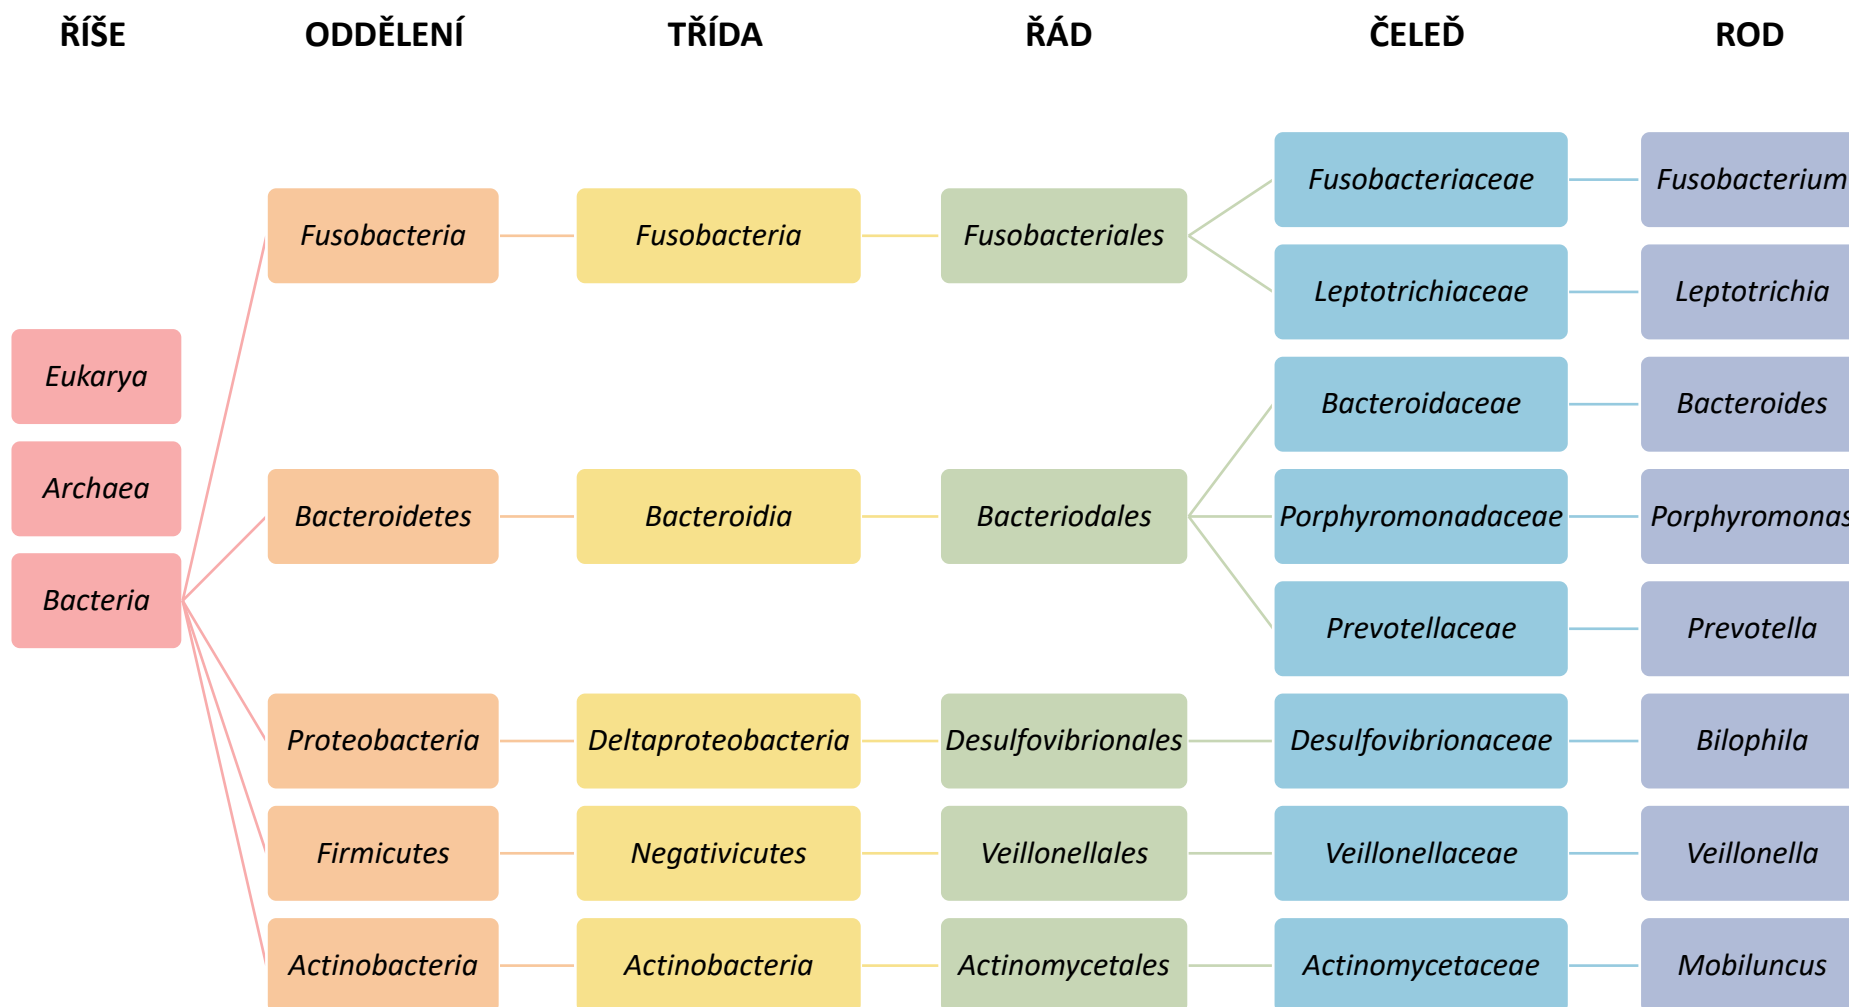 ŘÍŠE ODDĚLENÍ TŘÍDA ŘÁD ČELEĎ ROD
Fusobacteriaceae Fusobacterium
Fusobacteria Fusobacteria Fusobacteriales
Leptotrichiaceae Leptotrichia
Eukarya
Bacteroidaceae Bacteroides
Archaea
Bacteroidetes Bacteroidia Bacteriodales Porphyromonadaceae Porphyromonas
Bacteria
Prevotellaceae Prevotella
Proteobacteria Deltaproteobacteria Desulfovibrionales Desulfovibrionaceae Bilophila
Firmicutes Negativicutes Veillonellales Veillonellaceae Veillonella
Actinobacteria Actinobacteria Actinomycetales Actinomycetaceae Mobiluncus